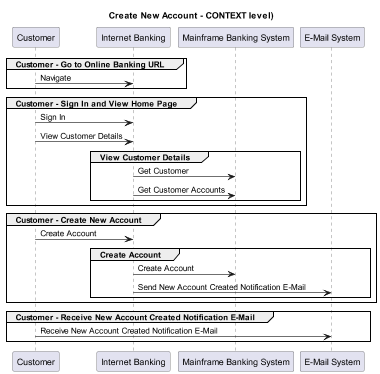 Create New Account - CONTEXT level)
Customer Internet Banking Mainframe Banking System E-Mail System
Customer - Go to Online Banking URL
Navigate
Customer - Sign In and View Home Page
Sign In
View Customer Details
View Customer Details
Get Customer
Get Customer Accounts
Customer - Create New Account
Create Account
Create Account
Create Account
Send New Account Created Notification E-Mail
Customer - Receive New Account Created Notification E-Mail
Receive New Account Created Notification E-Mail
Customer Internet Banking Mainframe Banking System E-Mail System